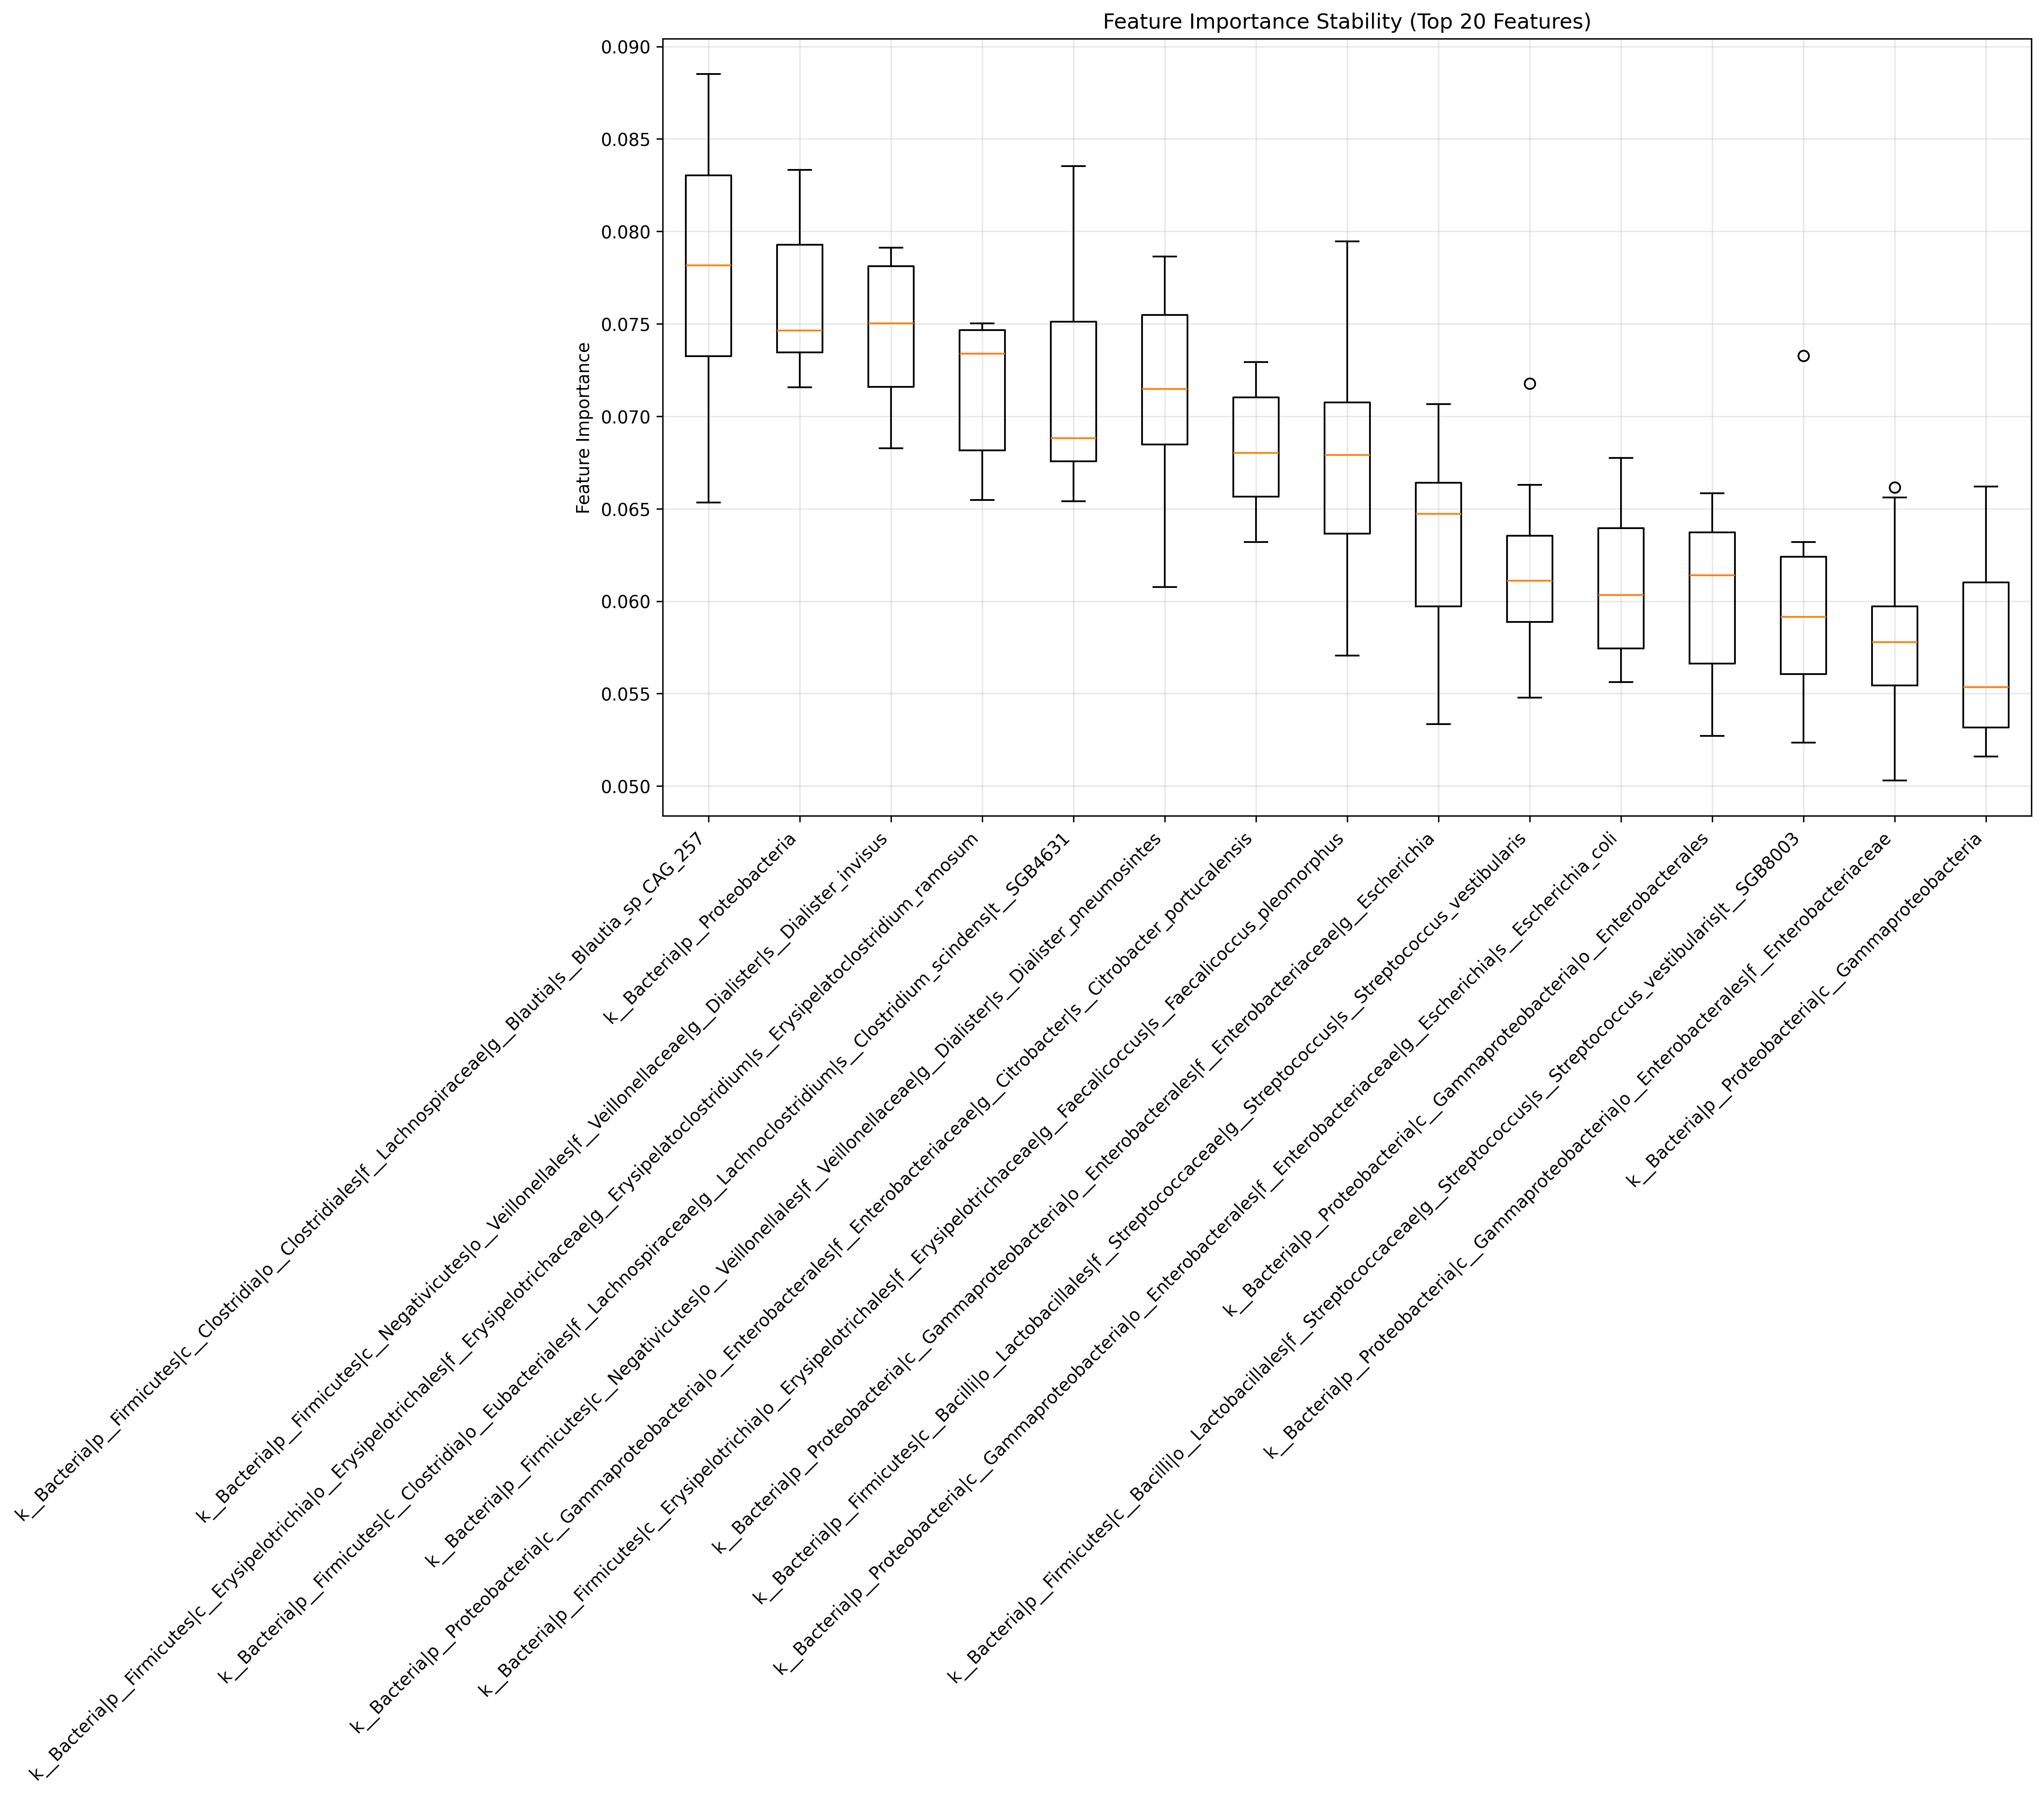 Feature Importance Stability (Top 20 Features)
Feature Importance
0.090
0.085
0.080
0.075
0.070
0.065
0.060
0.055
0.050
k__Bacteria|p__Firmicutes|c__Clostridia|o__Clostridiales|f__Lachnospiraceae|g__Blautia|s__Blautia_sp_CAG_257
k__Bacteria|p__Proteobacteria
k__Bacteria|p__Firmicutes|c__Negativicutes|o__Veillonellales|f__Veillonellaceae|g__Dialister|s__Dialister_invisus
k__Bacteria|p__Firmicutes|c__Erysipelotrichia|o__Erysipelotrichales|f__Erysipelotrichaceae|g__Erysipelatoclostridium|s__Erysipelatoclostridium_ramosum
k__Bacteria|p__Firmicutes|c__Clostridia|o__Eubacteriales|f__Lachnospiraceae|g__Lachnoclostridium|s__Clostridium_scindens|t__SGB4631
k__Bacteria|p__Firmicutes|c__Negativicutes|o__Veillonellales|f__Veillonellaceae|g__Dialister|s__Dialister_pneumosintes
k__Bacteria|p__Proteobacteria|c__Gammaproteobacteria|o__Enterobacterales|f__Enterobacteriaceae|g__Citrobacter|s__Citrobacter_portucalensis
k__Bacteria|p__Firmicutes|c__Erysipelotrichia|o__Erysipelotrichales|f__Erysipelotrichaceae|g__Faecalicoccus|s__Faecalicoccus_pleomorphus
k__Bacteria|p__Proteobacteria|c__Gammaproteobacteria|o__Enterobacterales|f__Enterobacteriaceae|g__Escherichia
k__Bacteria|p__Firmicutes|c__Bacilli|o__Lactobacillales|f__Streptococcaceae|g__Streptococcus|s__Streptococcus_vestibularis
k__Bacteria|p__Proteobacteria|c__Gammaproteobacteria|o__Enterobacterales|f__Enterobacteriaceae|g__Escherichia|s__Escherichia_coli
k__Bacteria|p__Proteobacteria|c__Gammaproteobacteria|o__Enterobacterales
k__Bacteria|p__Firmicutes|c__Bacilli|o__Lactobacillales|f__Streptococcaceae|g__Streptococcus|s__Streptococcus_vestibularis|t__SGB8003
k__Bacteria|p__Proteobacteria|c__Gammaproteobacteria|o__Enterobacterales|f__Enterobacteriaceae
k__Bacteria|p__Proteobacteria|c__Gammaproteobacteria